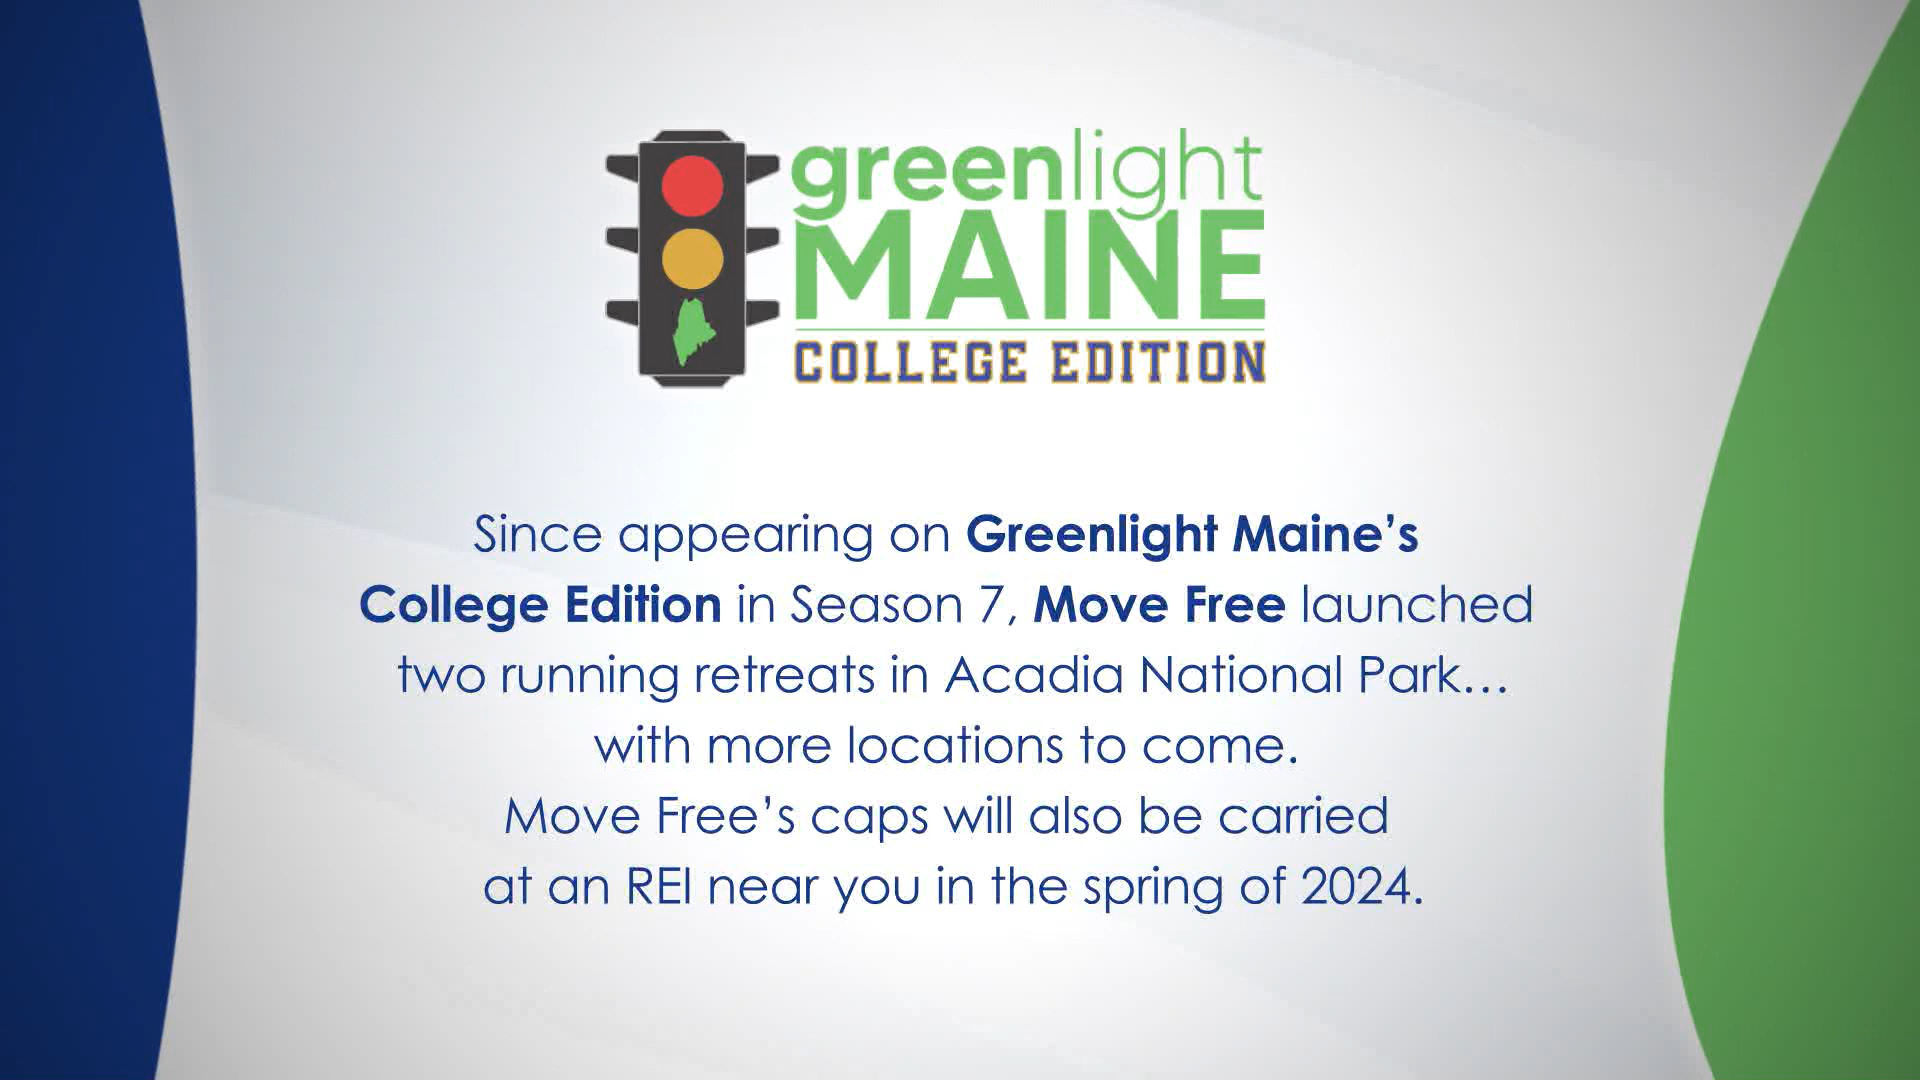 greenlight
MAINE
COLLEGE EDITION
Since appearing on Greenlight Maine’s
College Edition in Season 7, Move Free launched
two running retreats in Acadia National Park…
with more locations to come.
Move Free’s caps will also be carried
at an REI near you in the spring of 2024.